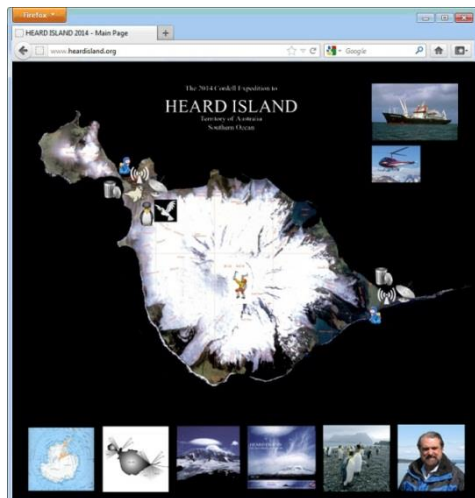 Firefox
HEARD ISLAND 2014 - Main Page
www.heardisland.org
Google
The 2014 Cordell Expedition to
HEARD ISLAND
Territory of Australia
Southern Ocean